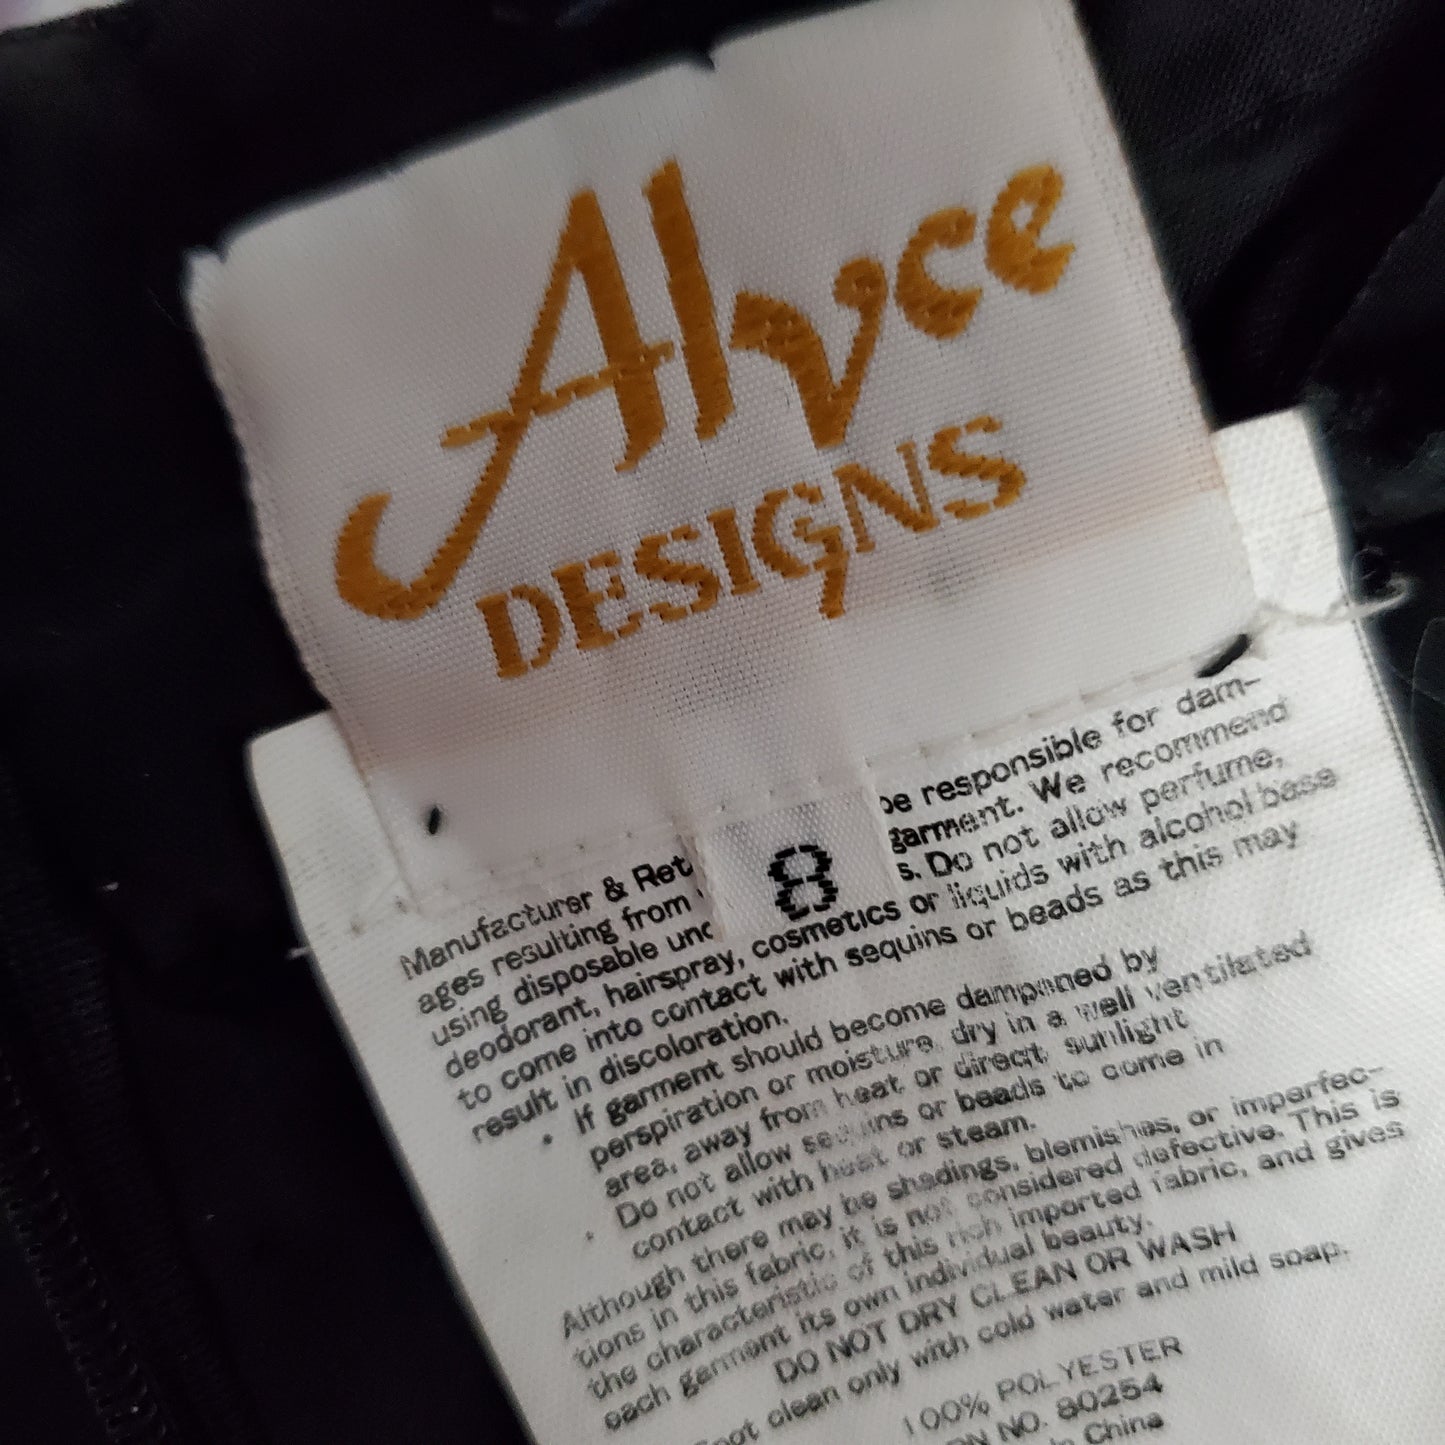 Alyce
DESIGNS
8
Manufacturer & Ret be responsible for dam-
ages resulting from garment. We recommend
using disposable und s. Do not allow perfume,
deodorant, hairspray, cosmetics or liquids with alcohol base
to come into contact with sequins or beads as this may
result in discoloration.
• If garment should become dampened by
perspiration or moisture, dry in a well ventilated
area, away from heat or direct sunlight
• Do not allow sequins or beads to come in
contact with heat or steam.
Although there may be shadings, blemishes, or imperfec-
tions in this fabric, it is not considered defective. This is
the characteristic of this rich imported fabric, and gives
each garment its own individual beauty.
DO NOT DRY CLEAN OR WASH
Spot clean only with cold water and mild soap.
100% POLYESTER
RN NO. 80254
China